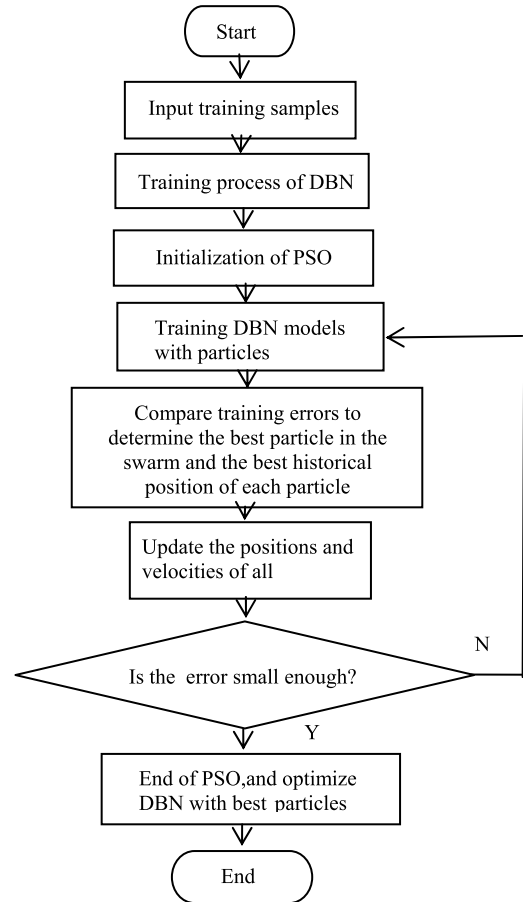 Start
Input training samples
Training process of DBN
Initialization of PSO
Training DBN models
with particles
Compare training errors to
determine the best particle in the
swarm and the best historical
position of each particle
Update the positions and
velocities of all
Is the error small enough?
N
Y
End of PSO,and optimize
DBN with best particles
End